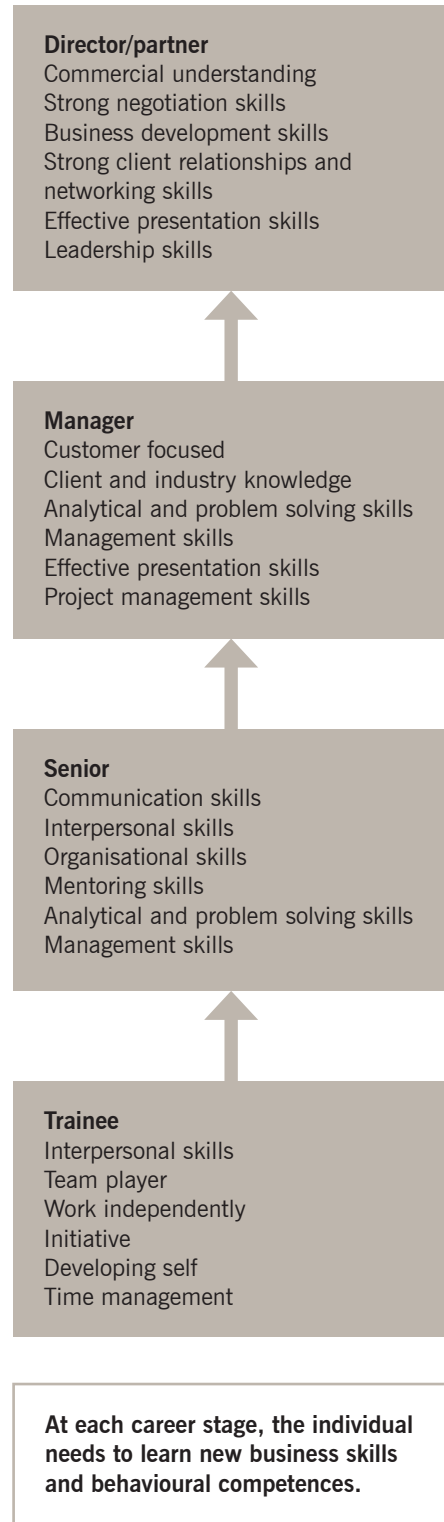 Director/partner
Commercial understanding
Strong negotiation skills
Business development skills
Strong client relationships and
networking skills
Effective presentation skills
Leadership skills
Manager
Customer focused
Client and industry knowledge
Analytical and problem solving skills
Management skills
Effective presentation skills
Project management skills
Senior
Communication skills
Interpersonal skills
Organisational skills
Mentoring skills
Analytical and problem solving skills
Management skills
Trainee
Interpersonal skills
Team player
Work independently
Initiative
Developing self
Time management
At each career stage, the individual
needs to learn new business skills
and behavioural competences.